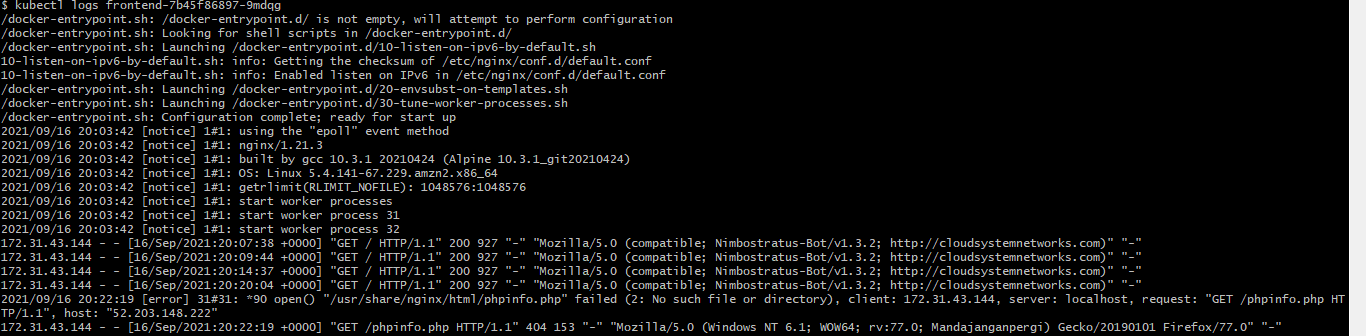 $ kubectl logs frontend-7b45f86897-9mdqg
/docker-entrypoint.sh: /docker-entrypoint.d/ is not empty, will attempt to perform configuration
/docker-entrypoint.sh: Looking for shell scripts in /docker-entrypoint.d/
/docker-entrypoint.sh: Launching /docker-entrypoint.d/10-listen-on-ipv6-by-default.sh
10-listen-on-ipv6-by-default.sh: info: Getting the checksum of /etc/nginx/conf.d/default.conf
10-listen-on-ipv6-by-default.sh: info: Enabled listen on IPv6 in /etc/nginx/conf.d/default.conf
/docker-entrypoint.sh: Launching /docker-entrypoint.d/20-envsubst-on-templates.sh
/docker-entrypoint.sh: Launching /docker-entrypoint.d/30-tune-worker-processes.sh
/docker-entrypoint.sh: Configuration complete; ready for start up
2021/09/16 20:03:42 [notice] 1#1: using the "epoll" event method
2021/09/16 20:03:42 [notice] 1#1: nginx/1.21.3
2021/09/16 20:03:42 [notice] 1#1: built by gcc 10.3.1 20210424 (Alpine 10.3.1_git20210424)
2021/09/16 20:03:42 [notice] 1#1: OS: Linux 5.4.141-67.229.amzn2.x86_64
2021/09/16 20:03:42 [notice] 1#1: getrlimit(RLIMIT_NOFILE): 1048576:1048576
2021/09/16 20:03:42 [notice] 1#1: start worker processes
2021/09/16 20:03:42 [notice] 1#1: start worker process 31
2021/09/16 20:03:42 [notice] 1#1: start worker process 32
172.31.43.144 - - [16/Sep/2021:20:07:38 +0000] "GET / HTTP/1.1" 200 927 "-" "Mozilla/5.0 (compatible; Nimbostratus-Bot/v1.3.2; http://cloudsystemnetworks.com)" "-"
172.31.43.144 - - [16/Sep/2021:20:09:44 +0000] "GET / HTTP/1.1" 200 927 "-" "Mozilla/5.0 (compatible; Nimbostratus-Bot/v1.3.2; http://cloudsystemnetworks.com)" "-"
172.31.43.144 - - [16/Sep/2021:20:14:37 +0000] "GET / HTTP/1.1" 200 927 "-" "Mozilla/5.0 (compatible; Nimbostratus-Bot/v1.3.2; http://cloudsystemnetworks.com)" "-"
172.31.43.144 - - [16/Sep/2021:20:20:04 +0000] "GET / HTTP/1.1" 200 927 "-" "Mozilla/5.0 (compatible; Nimbostratus-Bot/v1.3.2; http://cloudsystemnetworks.com)" "-"
2021/09/16 20:22:19 [error] 31#31: *90 open() "/usr/share/nginx/html/phpinfo.php" failed (2: No such file or directory), client: 172.31.43.144, server: localhost, request: "GET /phpinfo.php HT
TP/1.1", host: "52.203.148.222"
172.31.43.144 - - [16/Sep/2021:20:22:19 +0000] "GET /phpinfo.php HTTP/1.1" 404 153 "-" "Mozilla/5.0 (Windows NT 6.1; WOW64; rv:77.0; Mandajanganpergi) Gecko/20190101 Firefox/77.0" "-"